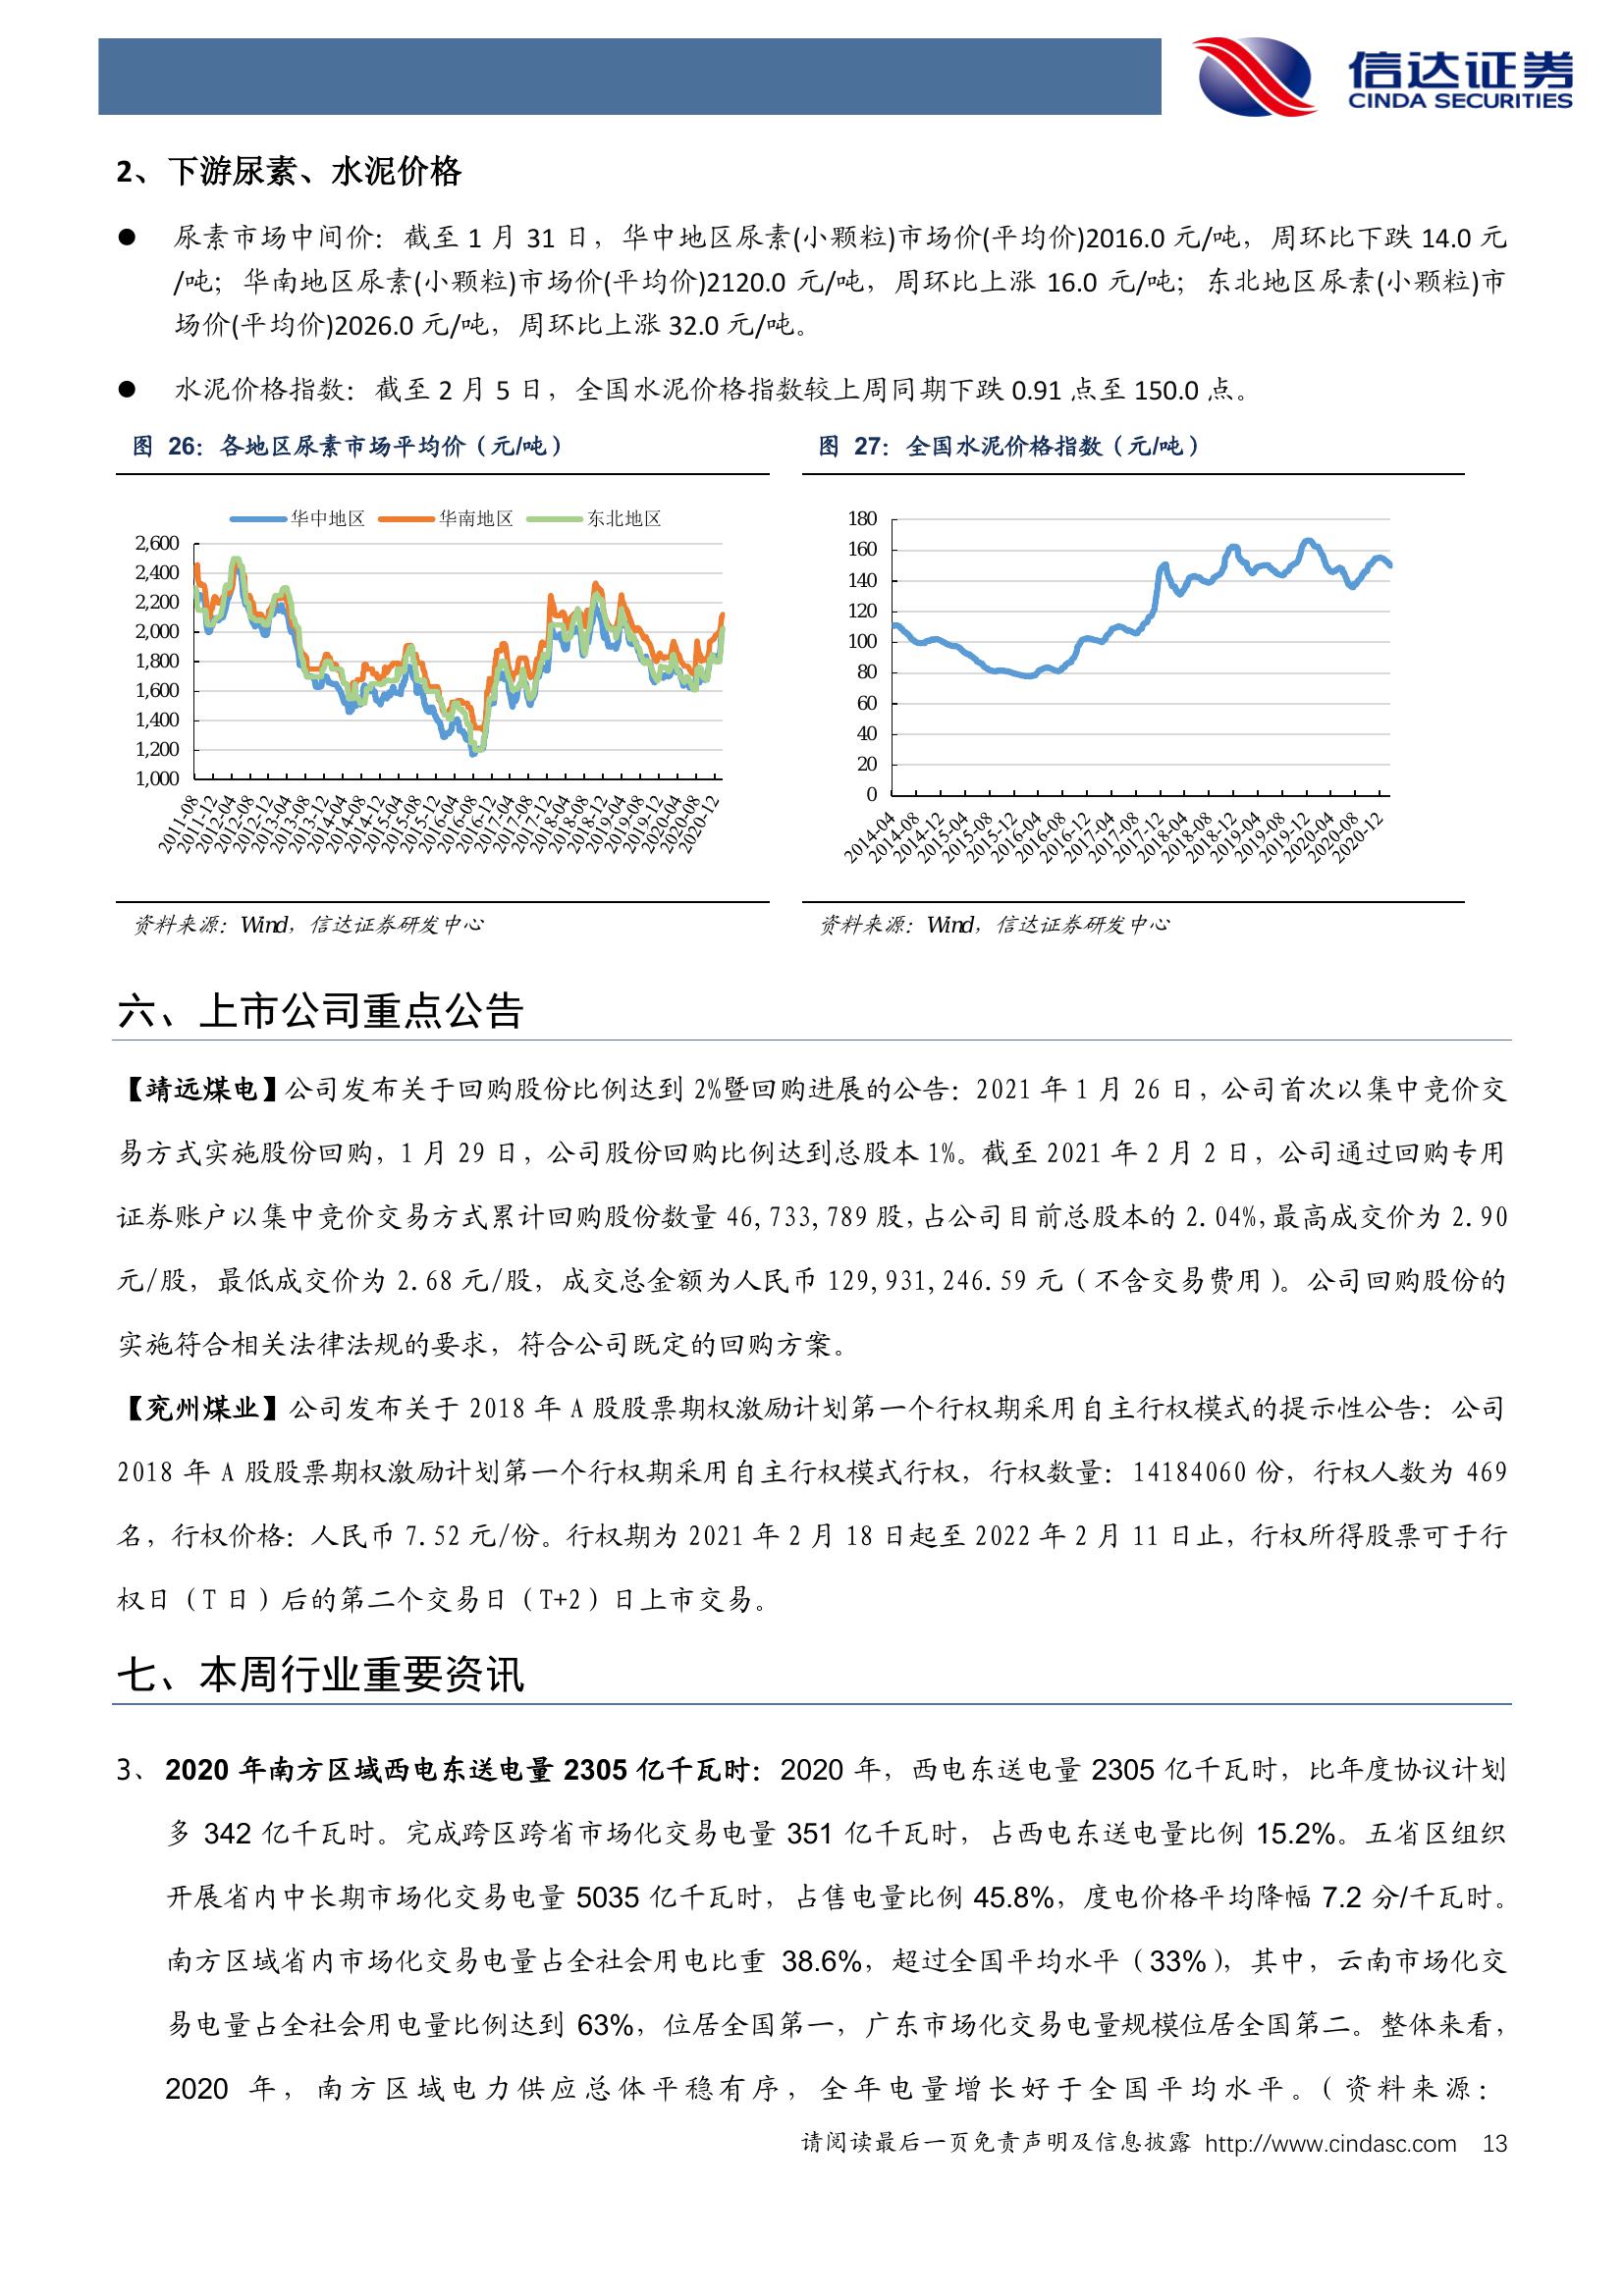 信达证券
CINDA SECURITIES
2、下游尿素、水泥价格
● 尿素市场中间价：截至 1 月 31 日，华中地区尿素(小颗粒)市场价(平均价)2016.0 元/吨，周环比下跌 14.0 元
/吨；华南地区尿素(小颗粒)市场价(平均价)2120.0 元/吨，周环比上涨 16.0 元/吨；东北地区尿素(小颗粒)市
场价(平均价)2026.0 元/吨，周环比上涨 32.0 元/吨。
● 水泥价格指数：截至 2 月 5 日，全国水泥价格指数较上周同期下跌 0.91 点至 150.0 点。
图 26：各地区尿素市场平均价（元/吨）
华中地区 华南地区 东北地区
2,600
2,400
2,200
2,000
1,800
1,600
1,400
1,200
1,000
2011-08
2011-12
2012-04
2012-08
2012-12
2013-04
2013-08
2013-12
2014-04
2014-08
2014-12
2015-04
2015-08
2015-12
2016-04
2016-08
2016-12
2017-04
2017-08
2017-12
2018-04
2018-08
2018-12
2019-04
2019-08
2019-12
2020-04
2020-08
2020-12
资料来源：Wind，信达证券研发中心
图 27：全国水泥价格指数（元/吨）
180
160
140
120
100
80
60
40
20
0
2014-04
2014-08
2014-12
2015-04
2015-08
2015-12
2016-04
2016-08
2016-12
2017-04
2017-08
2017-12
2018-04
2018-08
2018-12
2019-04
2019-08
2019-12
2020-04
2020-08
2020-12
资料来源：Wind，信达证券研发中心
六、上市公司重点公告
【靖远煤电】公司发布关于回购股份比例达到 2%暨回购进展的公告：2021 年 1 月 26 日，公司首次以集中竞价交
易方式实施股份回购，1 月 29 日，公司股份回购比例达到总股本 1%。截至 2021 年 2 月 2 日，公司通过回购专用
证券账户以集中竞价交易方式累计回购股份数量 46,733,789 股，占公司目前总股本的 2.04%，最高成交价为 2.90
元/股，最低成交价为 2.68 元/股，成交总金额为人民币 129,931,246.59 元（不含交易费用）。公司回购股份的
实施符合相关法律法规的要求，符合公司既定的回购方案。
【兖州煤业】公司发布关于 2018 年 A 股股票期权激励计划第一个行权期采用自主行权模式的提示性公告：公司
2018 年 A 股股票期权激励计划第一个行权期采用自主行权模式行权，行权数量：14184060 份，行权人数为 469
名，行权价格：人民币 7.52 元/份。行权期为 2021 年 2 月 18 日起至 2022 年 2 月 11 日止，行权所得股票可于行
权日（T 日）后的第二个交易日（T+2）日上市交易。
七、本周行业重要资讯
3、 2020 年南方区域西电东送电量 2305 亿千瓦时：2020 年，西电东送电量 2305 亿千瓦时，比年度协议计划
多 342 亿千瓦时。完成跨区跨省市场化交易电量 351 亿千瓦时，占西电东送电量比例 15.2%。五省区组织
开展省内中长期市场化交易电量 5035 亿千瓦时，占售电量比例 45.8%，度电价格平均降幅 7.2 分/千瓦时。
南方区域省内市场化交易电量占全社会用电比重 38.6%，超过全国平均水平（33%），其中，云南市场化交
易电量占全社会用电量比例达到 63%，位居全国第一，广东市场化交易电量规模位居全国第二。整体来看，
2020 年，南方区域电力供应总体平稳有序，全年电量增长好于全国平均水平。（资料来源：
请阅读最后一页免责声明及信息披露 http://www.cindasc.com 13